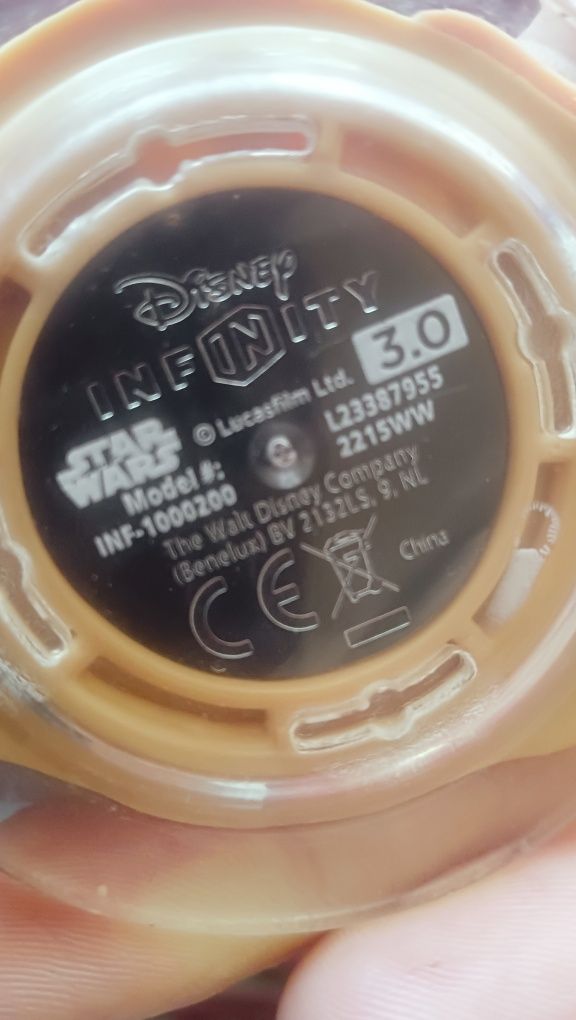 Disney
INFINITY
3.0
STAR WARS
© Lucasfilm Ltd.
L23387955
2215WW
Model #:
INF-1000200
The Walt Disney Company
(Benelux) BV 2132LS, 9, NL
CE
China